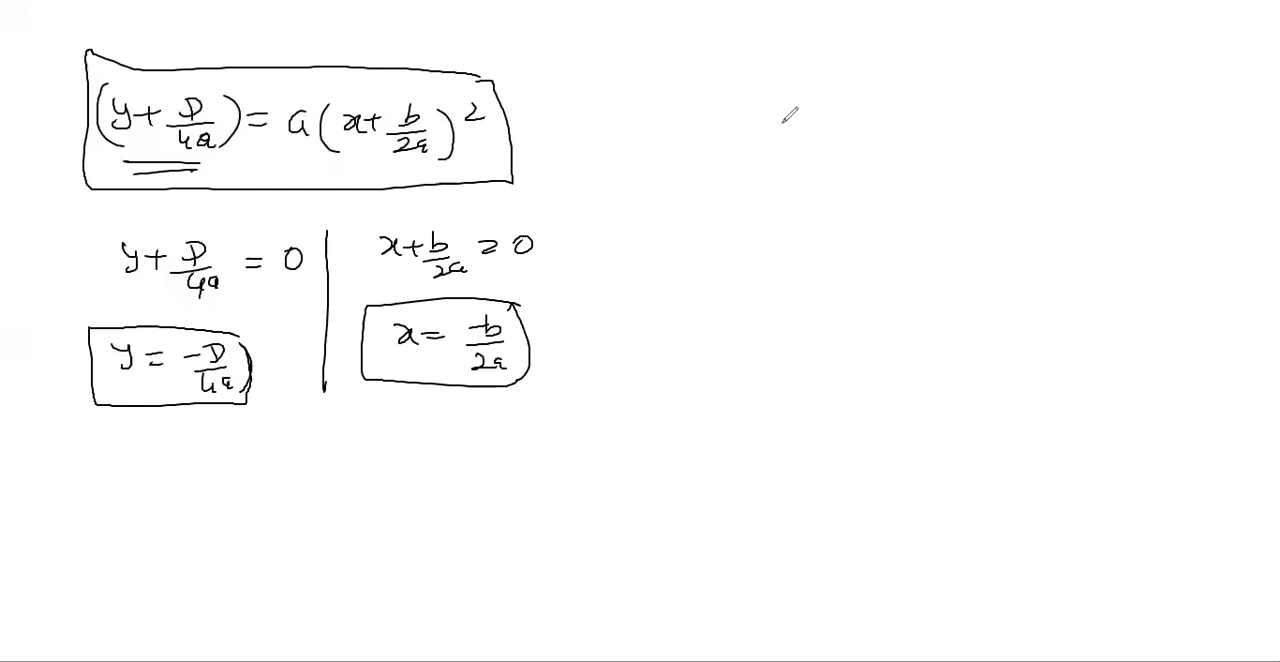 (y + D/4a) = a(x + b/2a)²
y + D/4a = 0
x + b/2a = 0
y = -D/4a
x = -b/2a